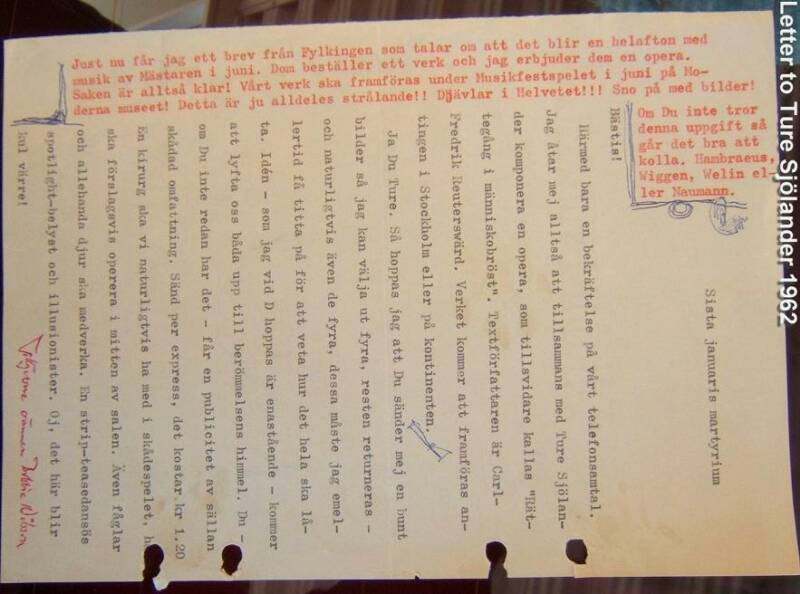 Letter to Ture Sjölander 1962
Just nu får jag ett brev från Fylkingen som talar om att det blir en helafton med
musik av Mästaren i juni. Dom beställer ett verk och jag erbjuder dem en opera.
Saken är alltså klar! Vårt verk ska framföras under Musikfestspelet i juni på Mo-
derna museet! Detta är ju alldeles strålande!! Djävlar i Helvetet!!! Sno på med bilder!
Om Du inte tror
denna uppgift så
går det bra att
kolla. Hambraeus,
Wiggen, Welin el-
ler Naumann.
Sista januaris martyrium
Bästis!
Härmed bara en bekräftelse på vårt telefonsamtal.
Jag åtar mej alltså att tillsammans med Ture Sjölan-
der komponera en opera, som tillsvidare kallas "Rät-
tegång i människobröst". Textförfattaren är Carl-
Fredrik Reuterswärd. Verket kommer att framföras an-
tingen i Stockholm eller på kontinenten.
Ja Du Ture. Så hoppas jag att Du sänder mej en bunt
bilder så jag kan välja ut fyra, resten returneras -
och naturligtvis även de fyra, dessa måste jag emel-
lertid få titta på för att veta hur det hela ska lå-
ta. Idén - som jag vid D hoppas är enastående - kommer
att lyfta oss båda upp till berömmelsens himmel. Du -
om Du inte redan har det - får en publicitet av sällan
skådad omfattning. Sänd per express, det kostar kr 1.20
En kirurg ska vi naturligtvis ha med i skådespelet, h
ska förslagsvis operera i mitten av salen. Även fåglar
och allehanda djur ska medverka. En strip-teasedansös
spotlight-belyst och illusionister. Oj, det här blir
kul värre!
vännen Nilson